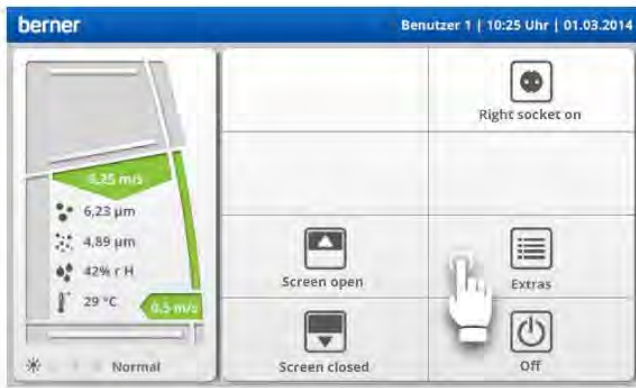 berner
Benutzer 1 | 10:25 Uhr | 01.03.2014
Right socket on
0,25 m/s
6,23 µm
4,89 µm
42% r H
29 °C
0,5 m/s
Screen open
Extras
Normal
Screen closed
Off